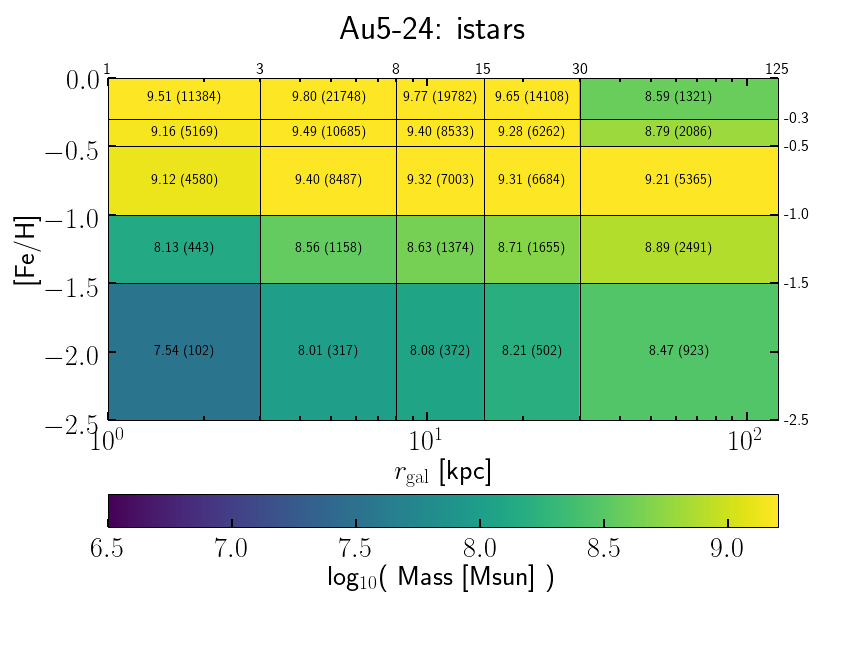 Au5-24: istars
1 3 8 15 30 125
0.0
9.51 (11384) 9.80 (21748) 9.77 (19782) 9.65 (14108) 8.59 (1321)
-0.3
9.16 (5169) 9.49 (10685) 9.40 (8533) 9.28 (6262) 8.79 (2086)
−0.5 -0.5
9.12 (4580) 9.40 (8487) 9.32 (7003) 9.31 (6684) 9.21 (5365)
−1.0 -1.0
[Fe/H]
8.13 (443) 8.56 (1158) 8.63 (1374) 8.71 (1655) 8.89 (2491)
−1.5 -1.5
7.54 (102) 8.01 (317) 8.08 (372) 8.21 (502) 8.47 (923)
−2.0
−2.5 -2.5
10⁰ 10¹ 10²
r_gal [kpc]
6.5 7.0 7.5 8.0 8.5 9.0
log₁₀( Mass [Msun] )